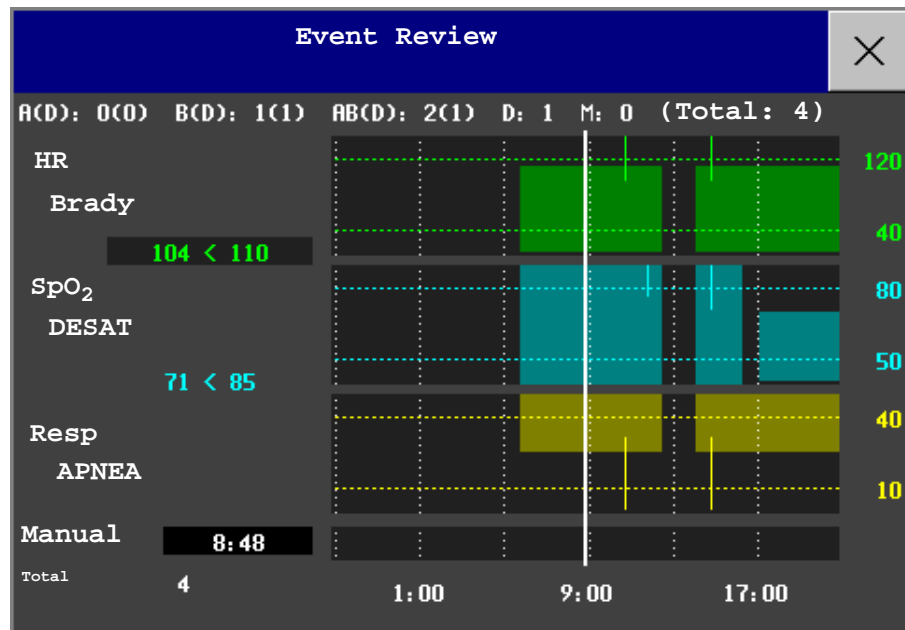 Event Review
A(D): 0(0) B(D): 1(1) AB(D): 2(1) D: 1 M: 0 (Total: 4)
HR
120
Brady
40
104 < 110
SpO₂
80
DESAT
50
71 < 85
40
Resp
APNEA
10
Manual 8:48
Total 4 1:00 9:00 17:00